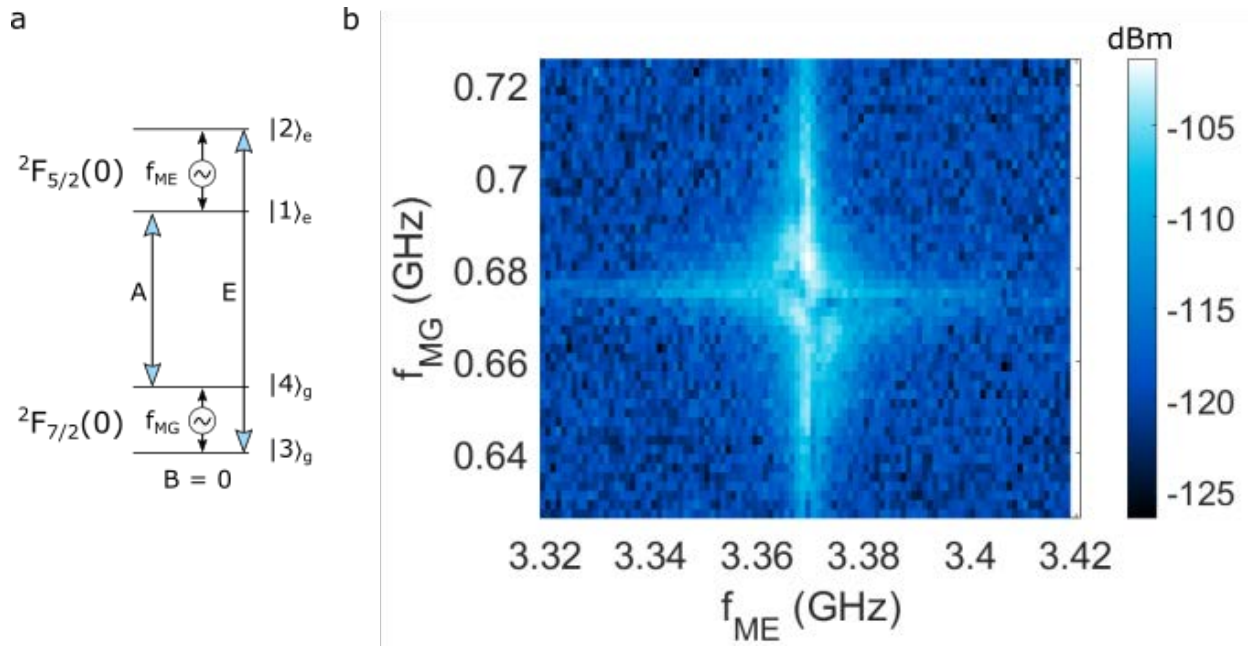 a
|2⟩e
²F5/2(0)
fME
|1⟩e
A
E
|4⟩g
²F7/2(0)
fMG
|3⟩g
B = 0
b
dBm
0.72
0.7
0.68
0.66
0.64
fMG (GHz)
3.32 3.34 3.36 3.38 3.4 3.42
fME (GHz)
-105
-110
-115
-120
-125